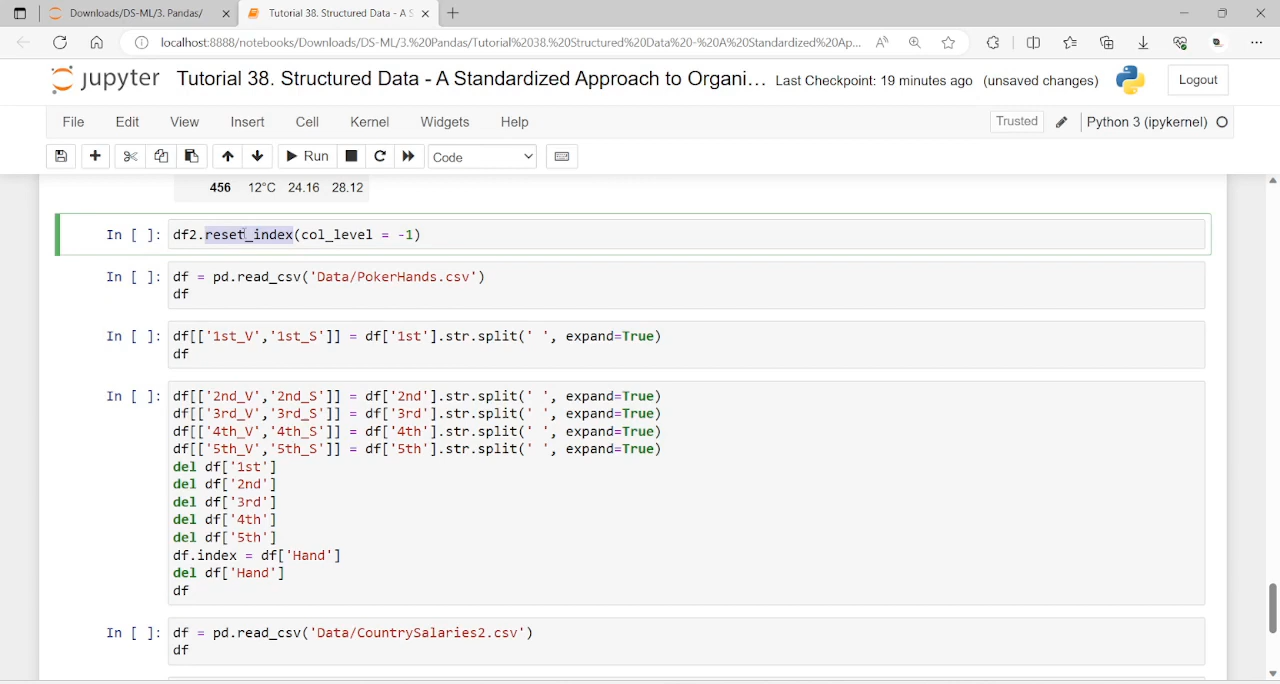 Downloads/DS-ML/3. Pandas/
Tutorial 38. Structured Data - A S
localhost:8888/notebooks/Downloads/DS-ML/3.%20Pandas/Tutorial%2038.%20Structured%20Data%20-%20A%20Standardized%20Ap...
jupyter Tutorial 38. Structured Data - A Standardized Approach to Organi... Last Checkpoint: 19 minutes ago (unsaved changes) Logout
File Edit View Insert Cell Kernel Widgets Help Trusted Python 3 (ipykernel)
Run Code
456 12°C 24.16 28.12
In [ ]: df2.reset_index(col_level = -1)
In [ ]: df = pd.read_csv('Data/PokerHands.csv')
df
In [ ]: df[['1st_V','1st_S']] = df['1st'].str.split(' ', expand=True)
df
In [ ]: df[['2nd_V','2nd_S']] = df['2nd'].str.split(' ', expand=True)
df[['3rd_V','3rd_S']] = df['3rd'].str.split(' ', expand=True)
df[['4th_V','4th_S']] = df['4th'].str.split(' ', expand=True)
df[['5th_V','5th_S']] = df['5th'].str.split(' ', expand=True)
del df['1st']
del df['2nd']
del df['3rd']
del df['4th']
del df['5th']
df.index = df['Hand']
del df['Hand']
df
In [ ]: df = pd.read_csv('Data/CountrySalaries2.csv')
df